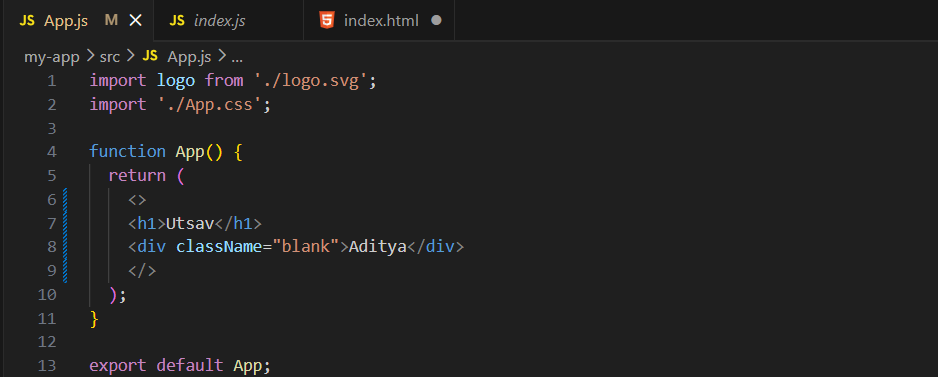 JS App.js M × JS index.js index.html ●
my-app > src > JS App.js > ...
1 import logo from './logo.svg';
2 import './App.css';
3
4 function App() {
5 return (
6 <>
7 <h1>Utsav</h1>
8 <div className="blank">Aditya</div>
9 </>
10 );
11 }
12
13 export default App;